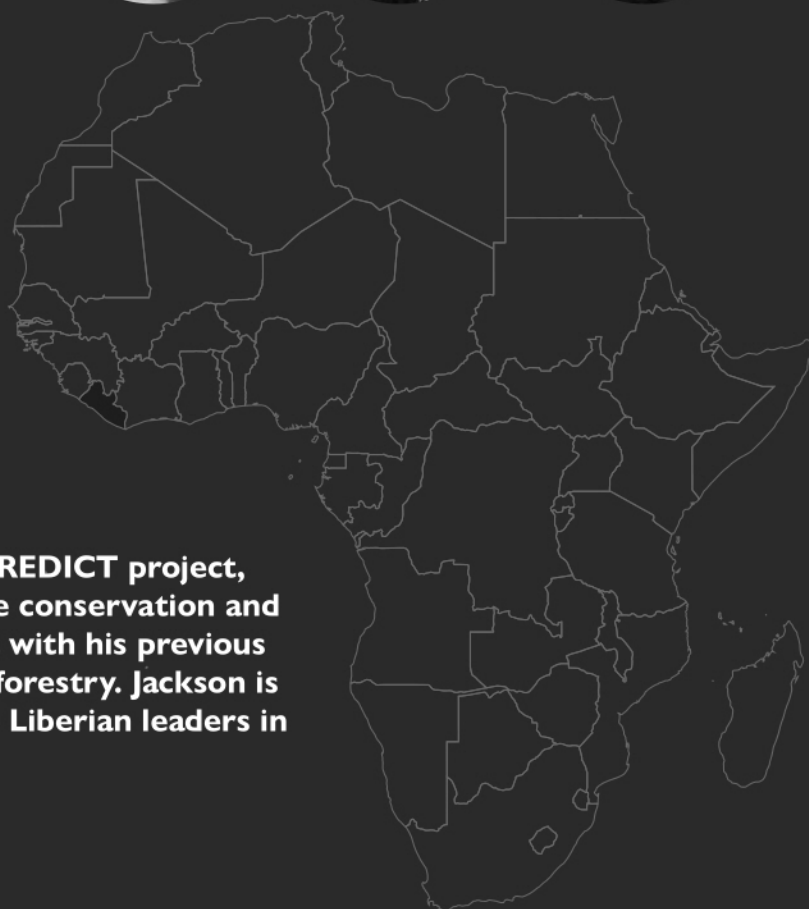 REDICT project,
e conservation and
with his previous
forestry. Jackson is
Liberian leaders in